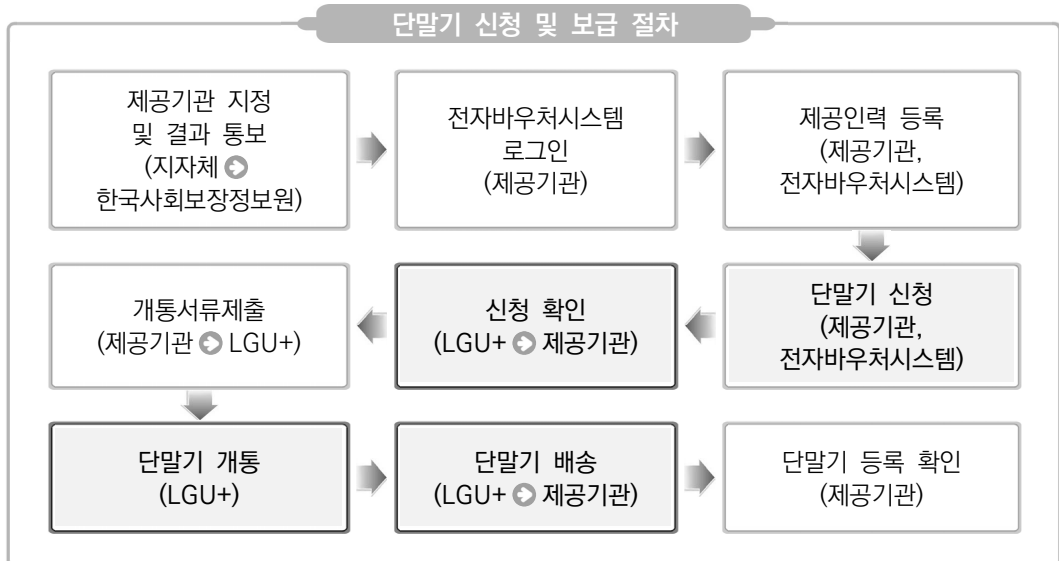 단말기 신청 및 보급 절차
제공기관 지정
및 결과 통보
(지자체 ➲
한국사회보장정보원)
전자바우처시스템
로그인
(제공기관)
제공인력 등록
(제공기관,
전자바우처시스템)
단말기 신청
(제공기관,
전자바우처시스템)
신청 확인
(LGU+ ➲ 제공기관)
개통서류제출
(제공기관 ➲ LGU+)
단말기 개통
(LGU+)
단말기 배송
(LGU+ ➲ 제공기관)
단말기 등록 확인
(제공기관)